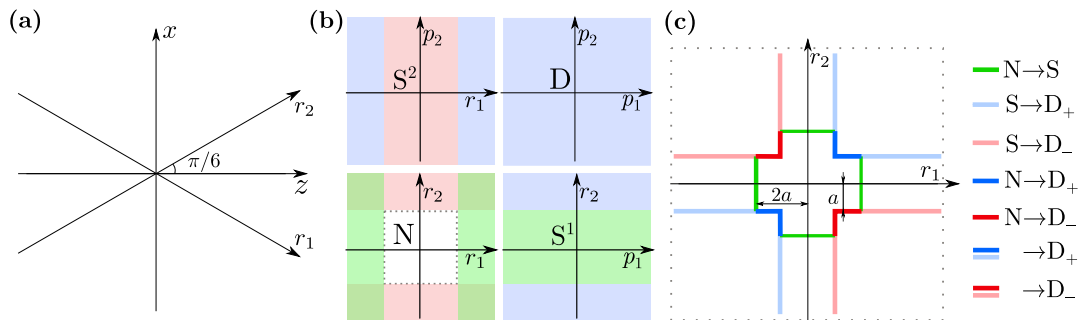 (a)
x
r₂
π/6
z
r₁
(b)
p₂
S²
r₁
p₂
D
p₁
r₂
N
r₁
r₂
S¹
p₁
(c)
r₂
r₁
2a
a
N→S
S→D₊
S→D₋
N→D₊
N→D₋
→D₊
→D₋